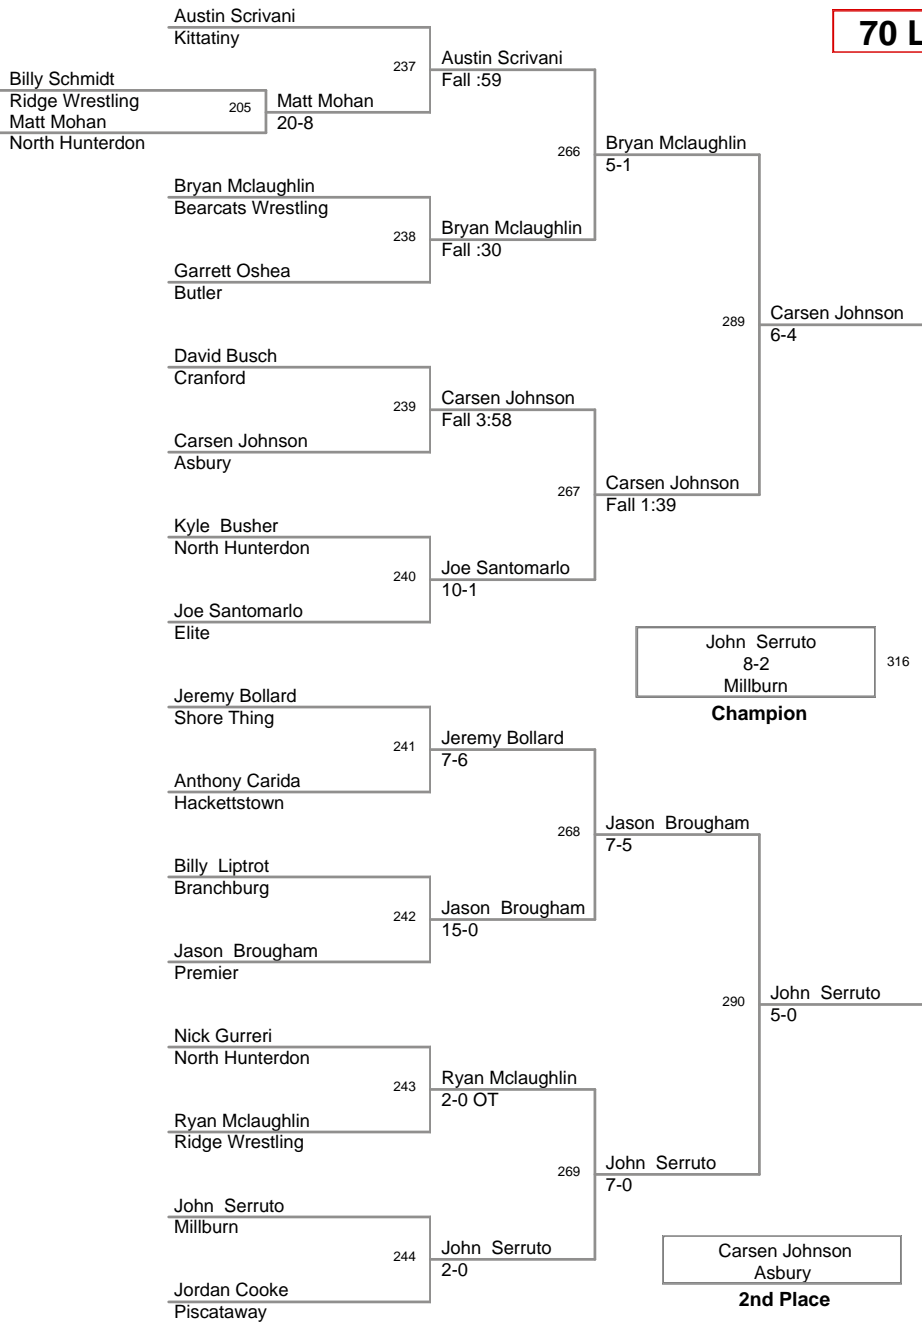 Austin Scrivani
Kittatiny
70 L
237
Austin Scrivani
Fall :59
Billy Schmidt
Ridge Wrestling
205
Matt Mohan
20-8
Matt Mohan
North Hunterdon
266
Bryan Mclaughlin
5-1
Bryan Mclaughlin
Bearcats Wrestling
238
Bryan Mclaughlin
Fall :30
Garrett Oshea
Butler
289
Carsen Johnson
6-4
David Busch
Cranford
239
Carsen Johnson
Fall 3:58
Carsen Johnson
Asbury
267
Carsen Johnson
Fall 1:39
Kyle Busher
North Hunterdon
240
Joe Santomarlo
10-1
Joe Santomarlo
Elite
John Serruto
8-2
Millburn
316
Champion
Jeremy Bollard
Shore Thing
241
Jeremy Bollard
7-6
Anthony Carida
Hackettstown
268
Jason Brougham
7-5
Billy Liptrot
Branchburg
242
Jason Brougham
15-0
Jason Brougham
Premier
290
John Serruto
5-0
Nick Gurreri
North Hunterdon
243
Ryan Mclaughlin
2-0 OT
Ryan Mclaughlin
Ridge Wrestling
269
John Serruto
7-0
John Serruto
Millburn
244
John Serruto
2-0
Jordan Cooke
Piscataway
Carsen Johnson
Asbury
2nd Place